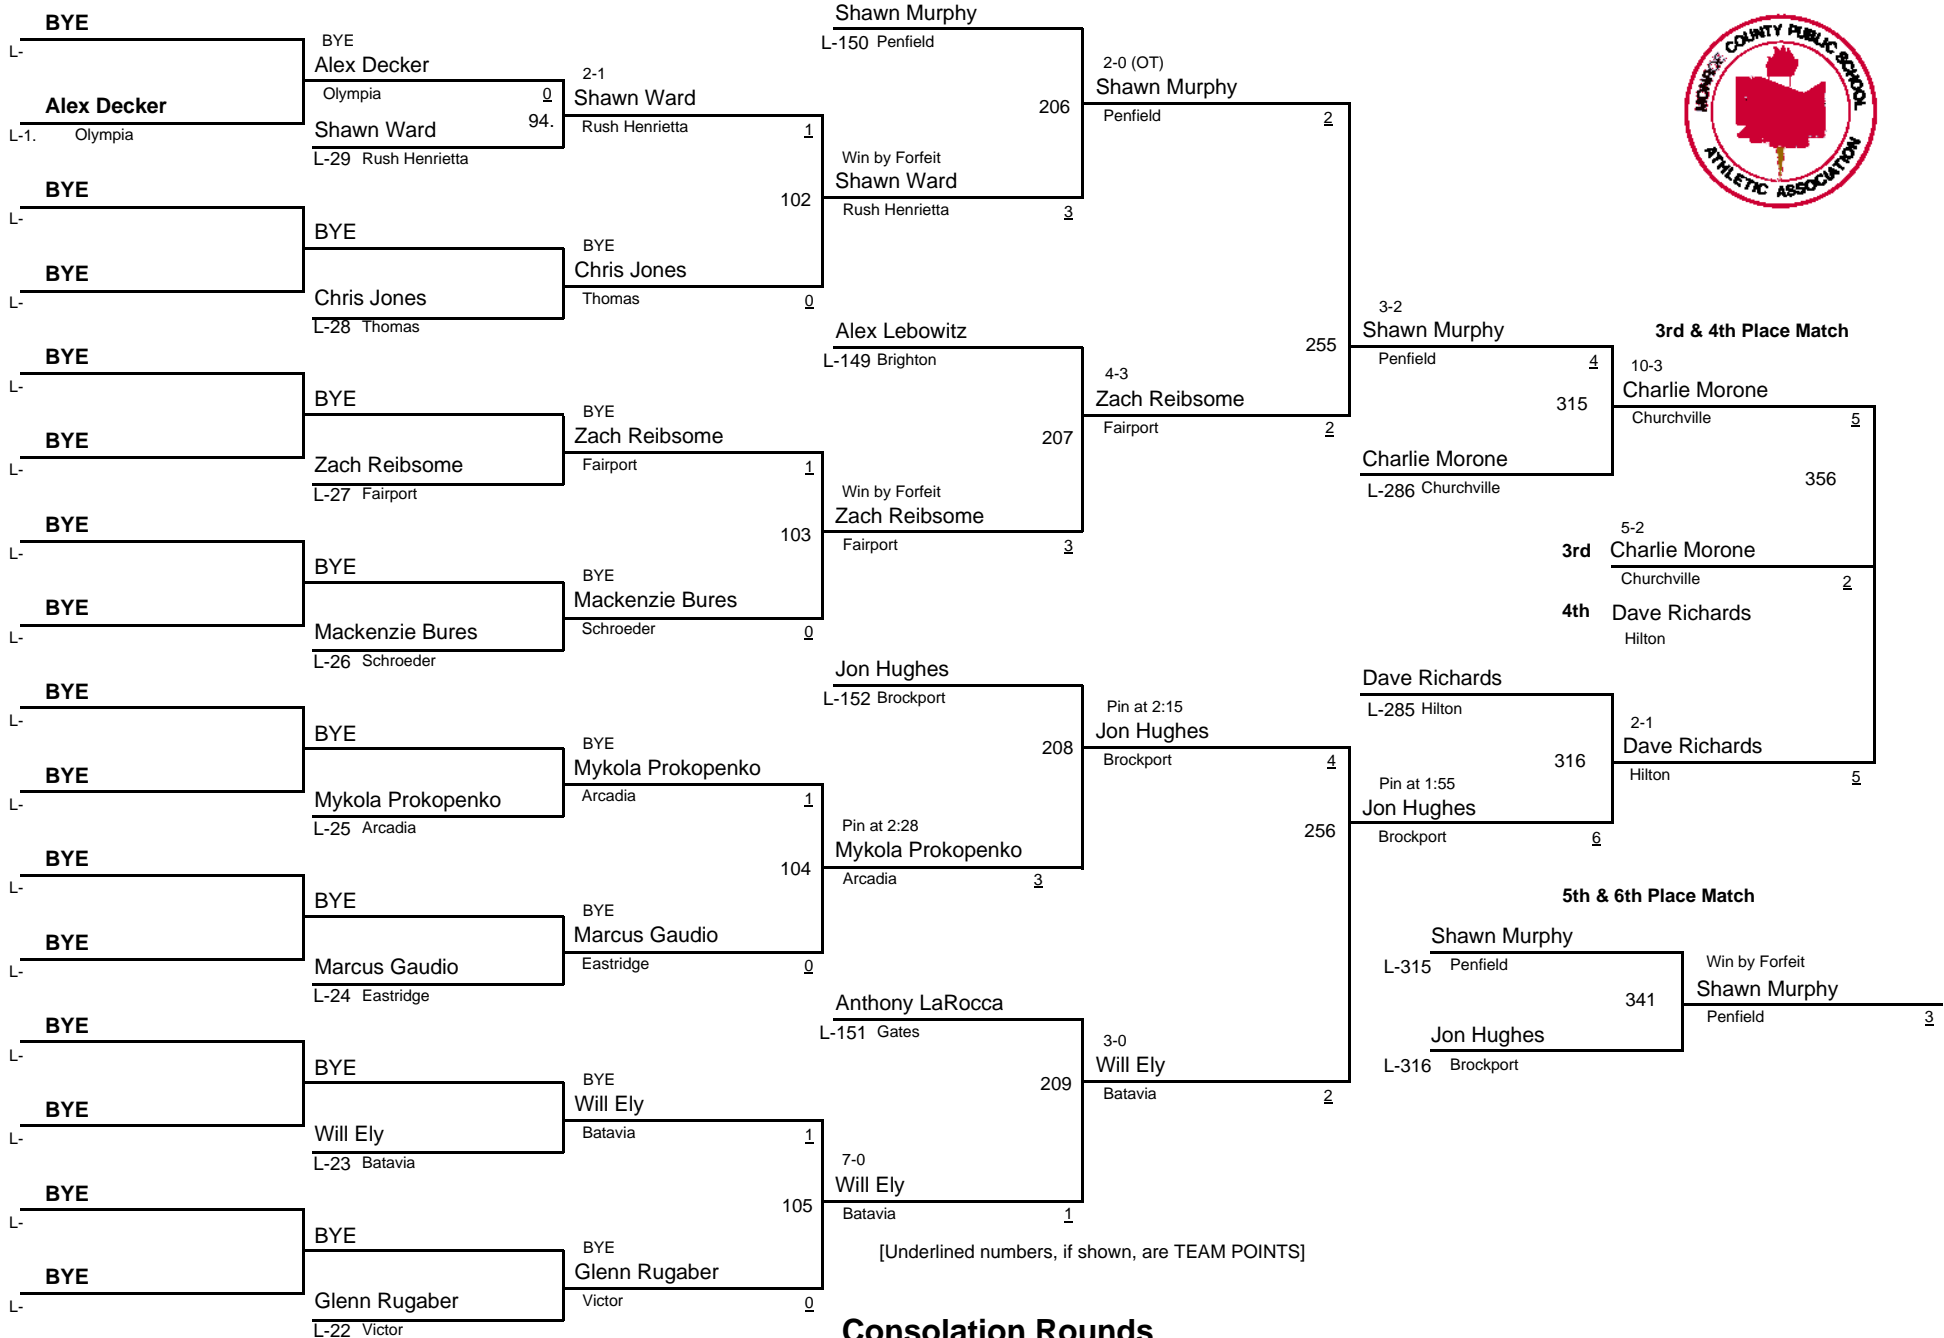 BYE
L-
Alex Decker
L-1. Olympia
BYE
L-
BYE
L-
BYE
L-
BYE
L-
BYE
L-
BYE
L-
BYE
L-
BYE
L-
BYE
L-
BYE
L-
BYE
L-
BYE
L-
BYE
L-
BYE
L-
BYE
Alex Decker
Olympia 0
94.
Shawn Ward
L-29 Rush Henrietta
BYE
Chris Jones
L-28 Thomas
BYE
Zach Reibsome
L-27 Fairport
BYE
Mackenzie Bures
L-26 Schroeder
BYE
Mykola Prokopenko
L-25 Arcadia
BYE
Marcus Gaudio
L-24 Eastridge
BYE
Will Ely
L-23 Batavia
BYE
Glenn Rugaber
L-22 Victor
2-1
Shawn Ward
Rush Henrietta 1
102
BYE
Chris Jones
Thomas 0
BYE
Zach Reibsome
Fairport 1
103
BYE
Mackenzie Bures
Schroeder 0
BYE
Mykola Prokopenko
Arcadia 1
104
BYE
Marcus Gaudio
Eastridge 0
BYE
Will Ely
Batavia 1
105
BYE
Glenn Rugaber
Victor 0
Shawn Murphy
L-150 Penfield
206
Win by Forfeit
Shawn Ward
Rush Henrietta 3
Alex Lebowitz
L-149 Brighton
207
Win by Forfeit
Zach Reibsome
Fairport 3
Jon Hughes
L-152 Brockport
208
Pin at 2:28
Mykola Prokopenko
Arcadia 3
Anthony LaRocca
L-151 Gates
209
7-0
Will Ely
Batavia 1
2-0 (OT)
Shawn Murphy
Penfield 2
255
4-3
Zach Reibsome
Fairport 2
Pin at 2:15
Jon Hughes
Brockport 4
256
3-0
Will Ely
Batavia 2
3-2
Shawn Murphy
Penfield 4
315
Charlie Morone
L-286 Churchville
Dave Richards
L-285 Hilton
316
Pin at 1:55
Jon Hughes
Brockport 6
3rd & 4th Place Match
10-3
Charlie Morone
Churchville 5
356
5-2
3rd Charlie Morone
Churchville 2
4th Dave Richards
Hilton
2-1
Dave Richards
Hilton 5
5th & 6th Place Match
Shawn Murphy
L-315 Penfield
341
Jon Hughes
L-316 Brockport
Win by Forfeit
Shawn Murphy
Penfield 3
MONROE COUNTY PUBLIC SCHOOL
ATHLETIC ASSOCIATION
[Underlined numbers, if shown, are TEAM POINTS]
Consolation Rounds